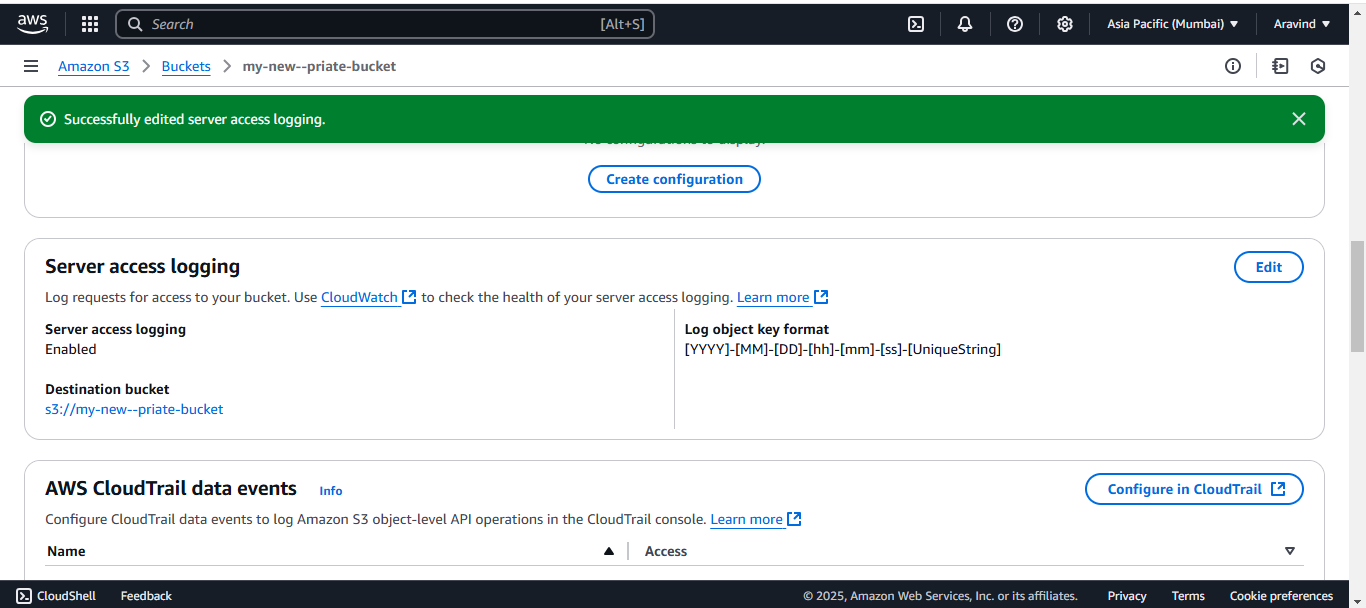 aws
Search [Alt+S]
Asia Pacific (Mumbai)
Aravind
Amazon S3
Buckets
my-new--priate-bucket
Successfully edited server access logging.
No configurations to display.
Create configuration
Server access logging
Edit
Log requests for access to your bucket. Use CloudWatch to check the health of your server access logging. Learn more
Server access logging
Enabled
Destination bucket
s3://my-new--priate-bucket
Log object key format
[YYYY]-[MM]-[DD]-[hh]-[mm]-[ss]-[UniqueString]
AWS CloudTrail data events Info
Configure in CloudTrail
Configure CloudTrail data events to log Amazon S3 object-level API operations in the CloudTrail console. Learn more
Name
Access
CloudShell
Feedback
© 2025, Amazon Web Services, Inc. or its affiliates.
Privacy
Terms
Cookie preferences